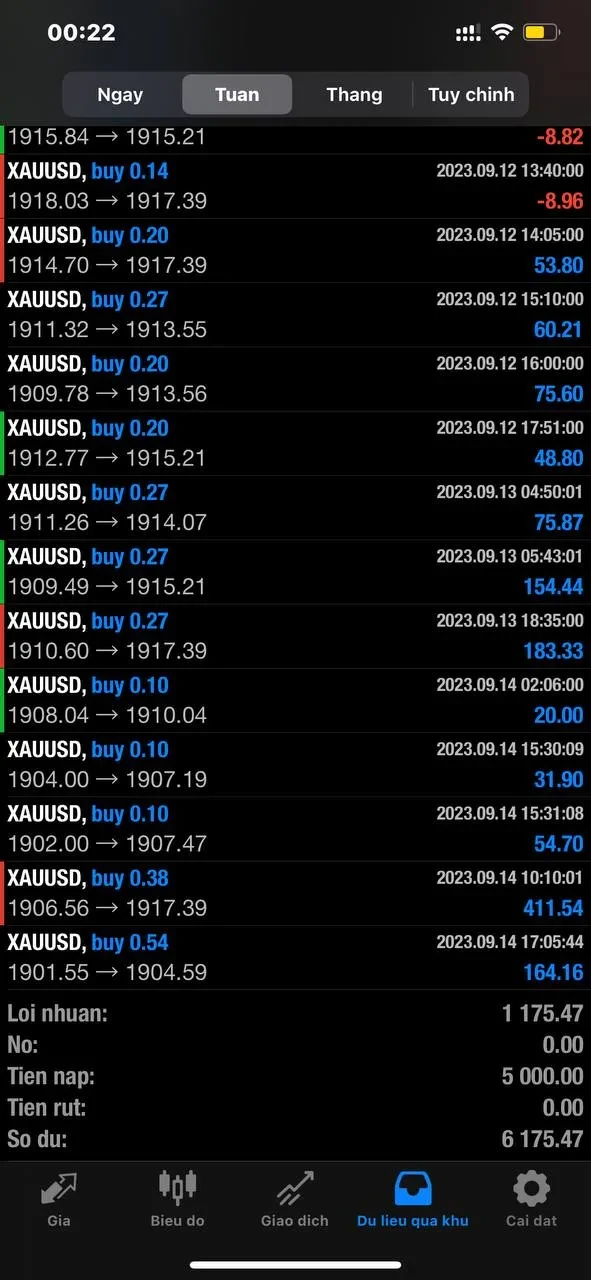 00:22
Ngay Tuan Thang Tuy chinh
1915.84 → 1915.21 -8.82
XAUUSD, buy 0.14 2023.09.12 13:40:00
1918.03 → 1917.39 -8.96
XAUUSD, buy 0.20 2023.09.12 14:05:00
1914.70 → 1917.39 53.80
XAUUSD, buy 0.27 2023.09.12 15:10:00
1911.32 → 1913.55 60.21
XAUUSD, buy 0.20 2023.09.12 16:00:00
1909.78 → 1913.56 75.60
XAUUSD, buy 0.20 2023.09.12 17:51:00
1912.77 → 1915.21 48.80
XAUUSD, buy 0.27 2023.09.13 04:50:01
1911.26 → 1914.07 75.87
XAUUSD, buy 0.27 2023.09.13 05:43:01
1909.49 → 1915.21 154.44
XAUUSD, buy 0.27 2023.09.13 18:35:00
1910.60 → 1917.39 183.33
XAUUSD, buy 0.10 2023.09.14 02:06:00
1908.04 → 1910.04 20.00
XAUUSD, buy 0.10 2023.09.14 15:30:09
1904.00 → 1907.19 31.90
XAUUSD, buy 0.10 2023.09.14 15:31:08
1902.00 → 1907.47 54.70
XAUUSD, buy 0.38 2023.09.14 10:10:01
1906.56 → 1917.39 411.54
XAUUSD, buy 0.54 2023.09.14 17:05:44
1901.55 → 1904.59 164.16
Loi nhuan: 1 175.47
No: 0.00
Tien nap: 5 000.00
Tien rut: 0.00
So du: 6 175.47
Gia Bieu do Giao dich Du lieu qua khu Cai dat